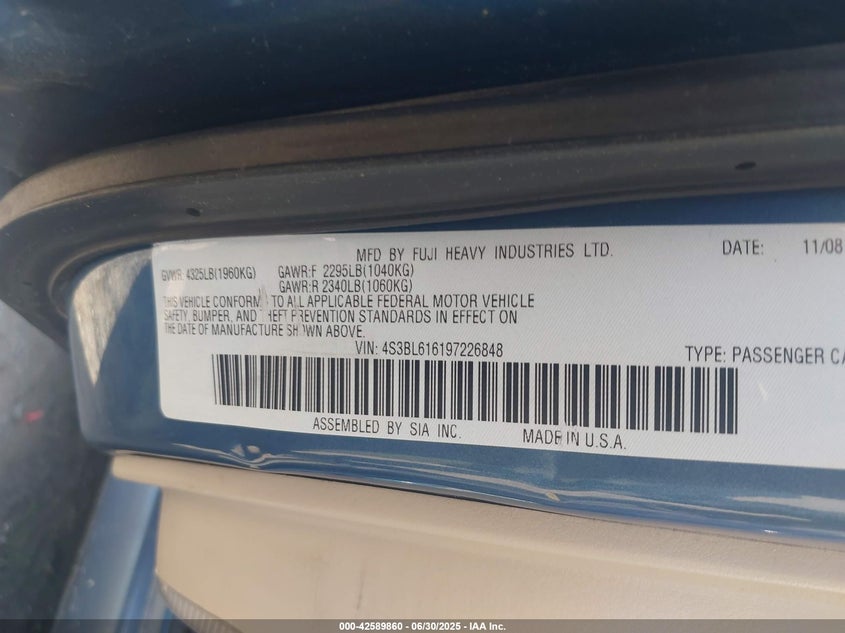 MFD BY FUJI HEAVY INDUSTRIES LTD. DATE: 11/08
GVWR: 4325LB(1960KG) GAWR:F 2295LB(1040KG)
GAWR:R 2340LB(1060KG)
THIS VEHICLE CONFORM TO ALL APPLICABLE FEDERAL MOTOR VEHICLE
SAFETY, BUMPER, AND THEFT PREVENTION STANDARDS IN EFFECT ON
THE DATE OF MANUFACTURE SHOWN ABOVE.
VIN: 4S3BL616197226848 TYPE: PASSENGER CA
ASSEMBLED BY SIA INC. MADE IN U.S.A.
000-42589860 - 06/30/2025 - IAA Inc.